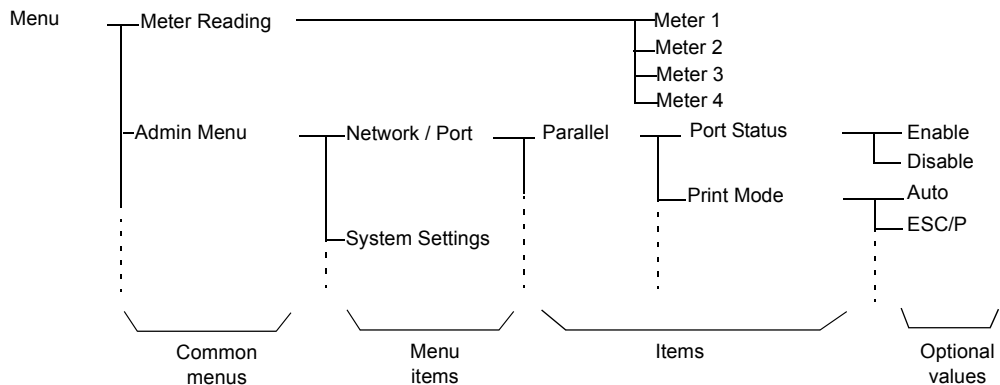 Menu
Meter Reading
Meter 1
Meter 2
Meter 3
Meter 4
Admin Menu
Network / Port
Parallel
Port Status
Enable
Disable
Print Mode
Auto
ESC/P
System Settings
Common
menus
Menu
items
Items
Optional
values